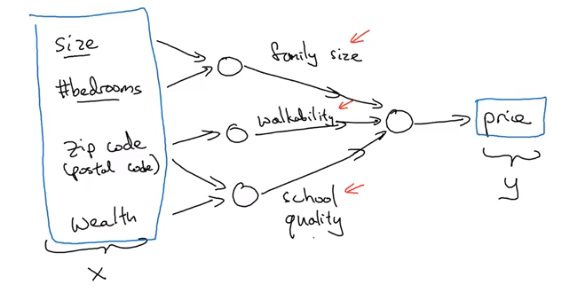 size
#bedrooms
zip code
(postal code)
wealth
x
family size
walkability
school
quality
price
y